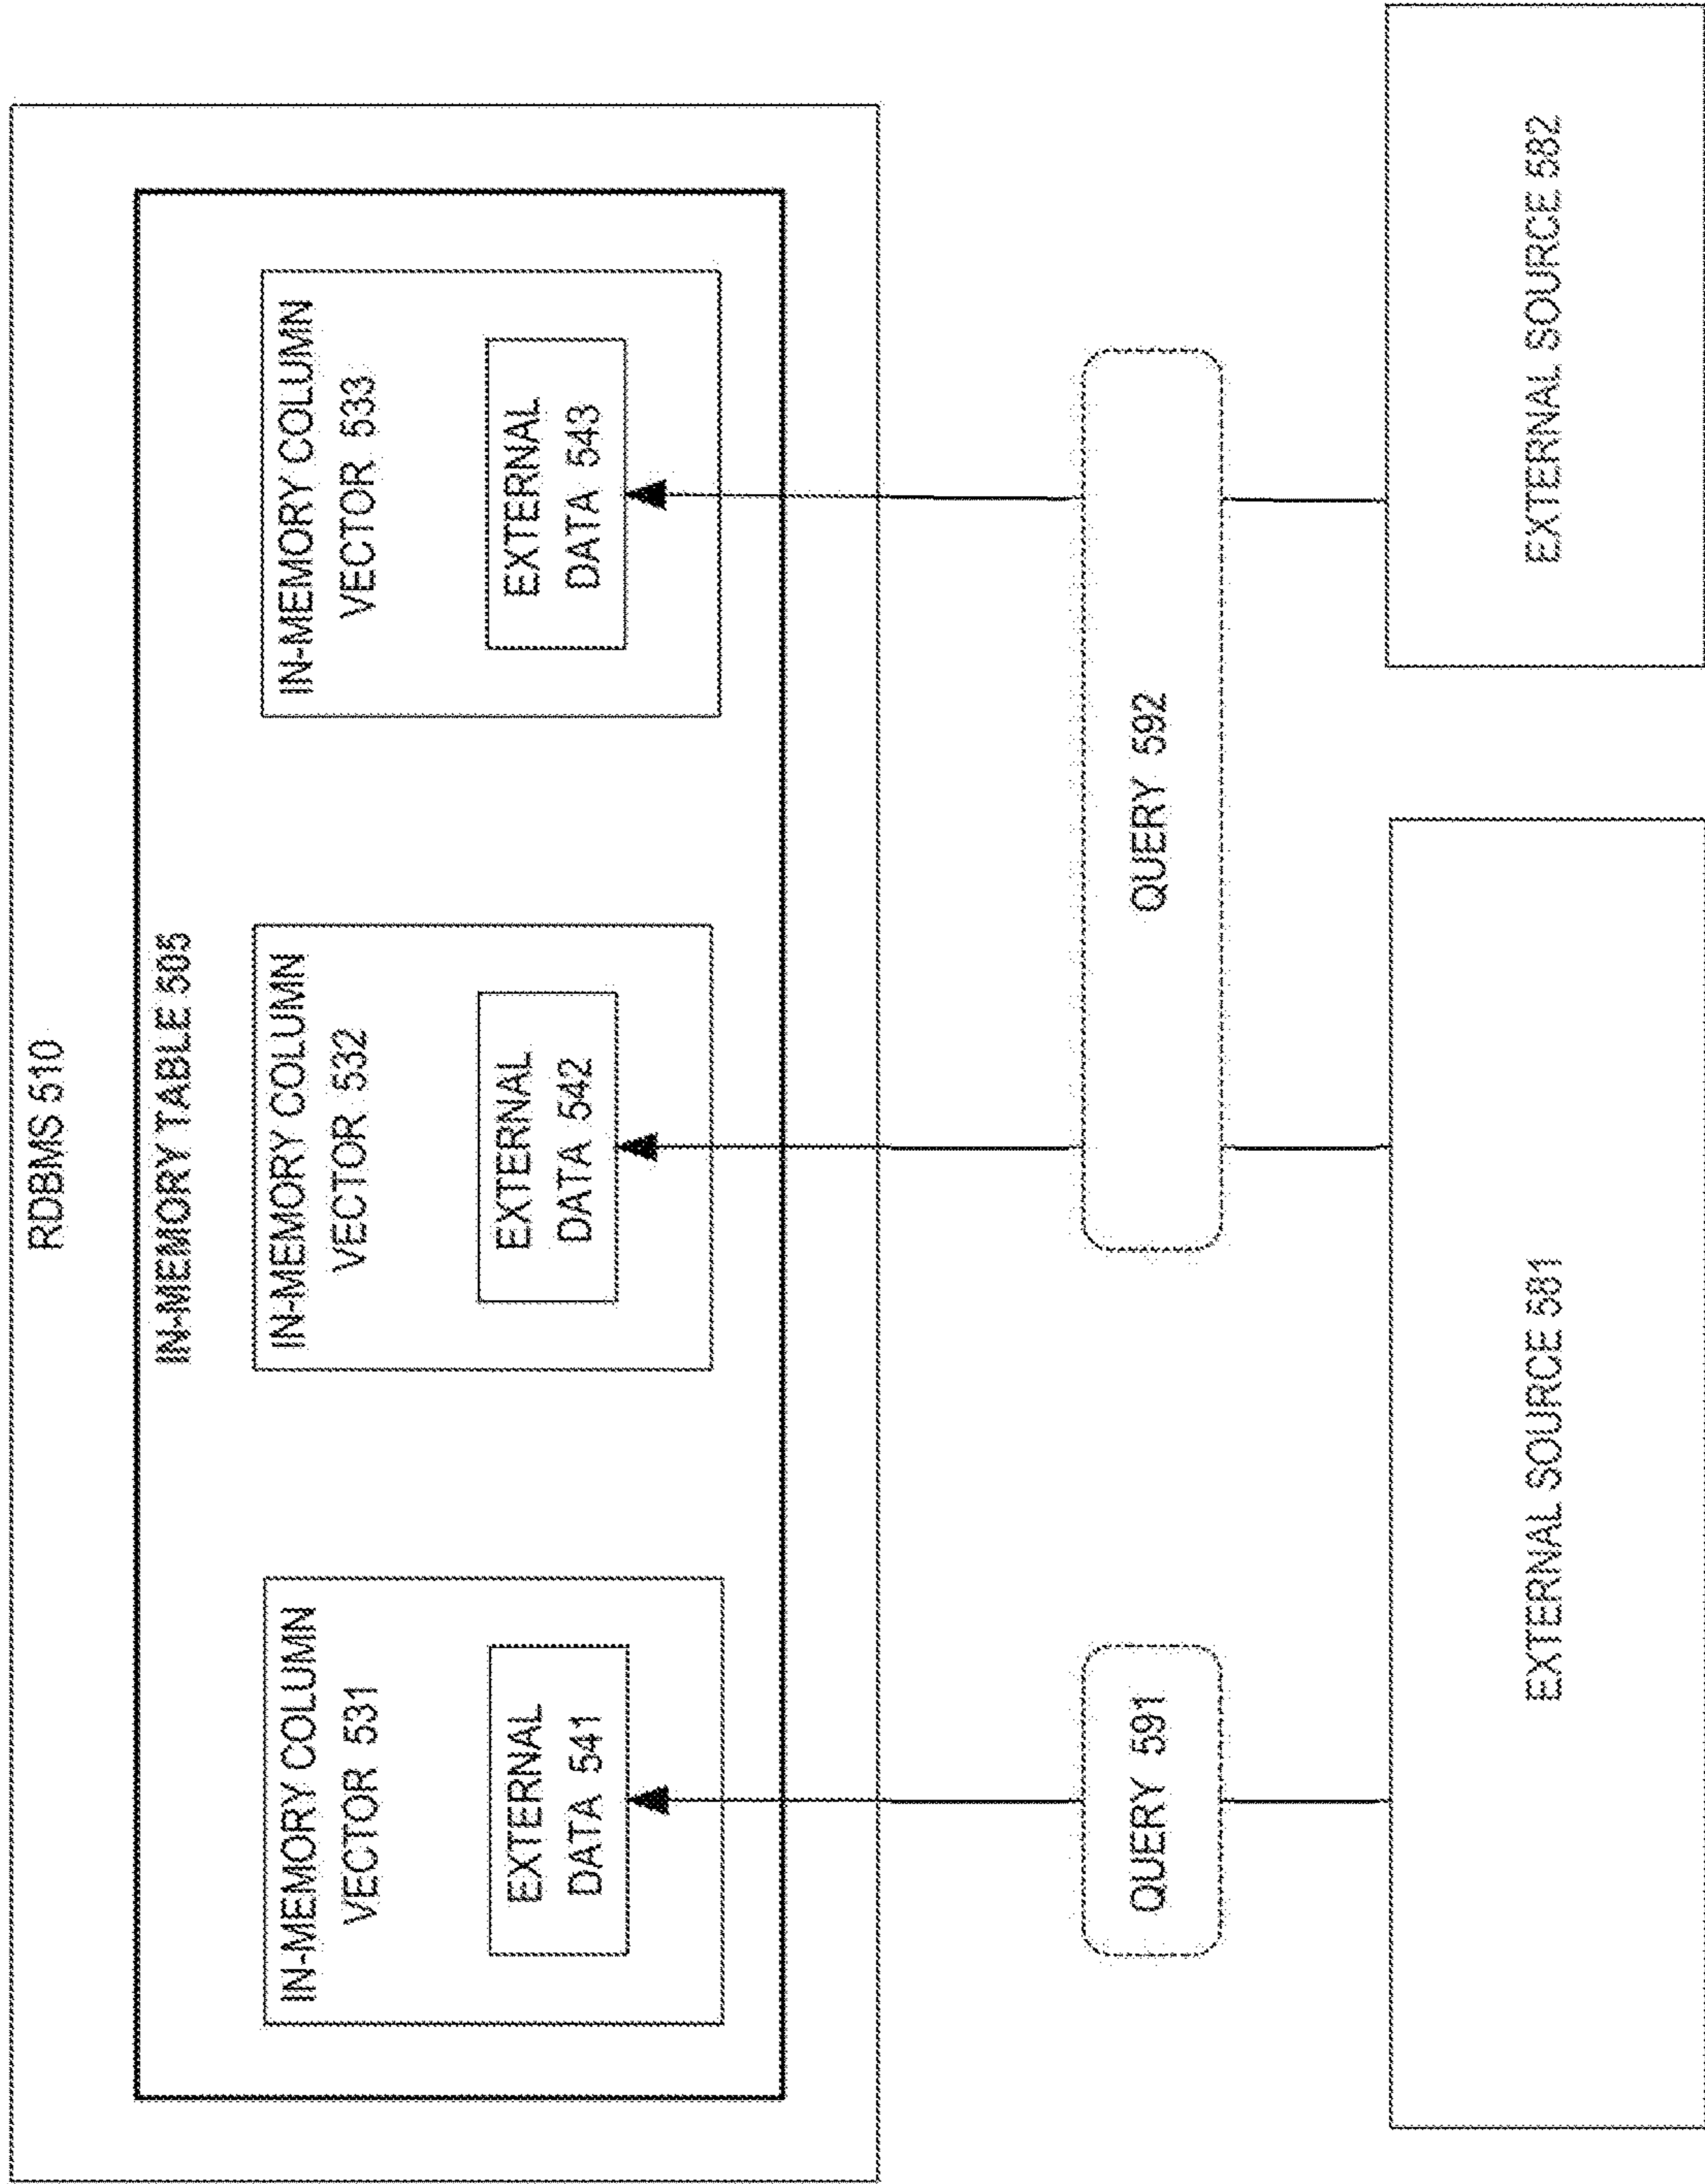 RDBMS 510
IN-MEMORY TABLE 505
IN-MEMORY COLUMN
VECTOR 531
EXTERNAL
DATA 541
IN-MEMORY COLUMN
VECTOR 532
EXTERNAL
DATA 542
IN-MEMORY COLUMN
VECTOR 533
EXTERNAL
DATA 543
QUERY 591
QUERY 592
EXTERNAL SOURCE 581
EXTERNAL SOURCE 582